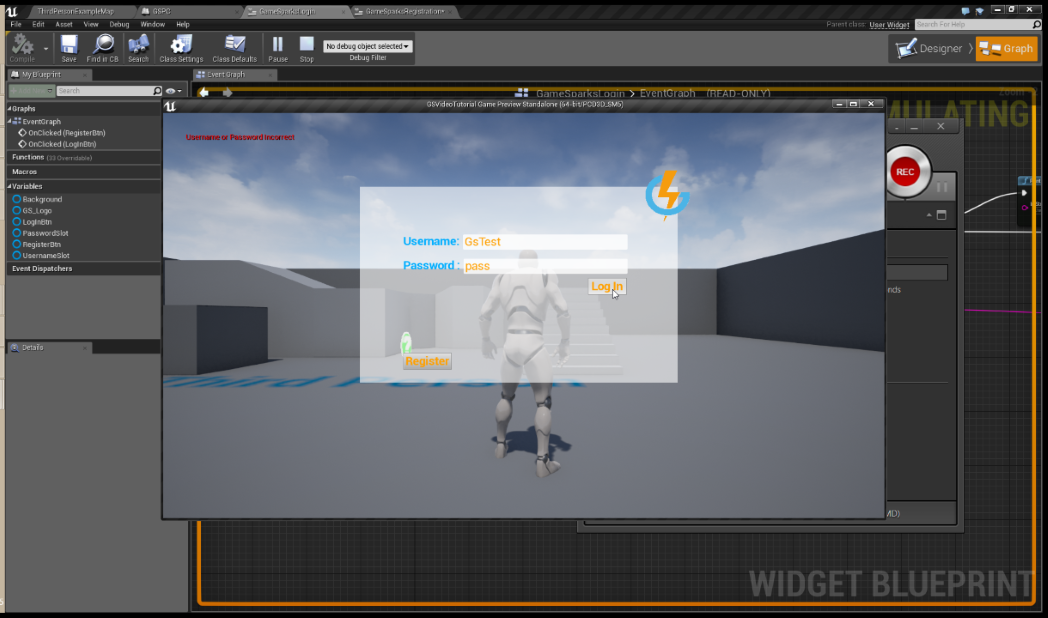 ThirdPersonExampleMap
GSPC
GameSparksLogin
GameSparksRegistration*
File Edit Asset View Debug Window Help
Parent class: User Widget
Search For Help
Compile
Save
Find in CB
Search
Class Settings
Class Defaults
Pause
Stop
No debug object selected
Debug Filter
Designer
Graph
My Blueprint
Event Graph
Search
GameSparksLogin > EventGraph (READ-ONLY)
SIMULATING
GSVideoTutorial Game Preview Standalone (64-bit/PCD3D_SM5)
Graphs
EventGraph
OnClicked (RegisterBtn)
OnClicked (LogInBtn)
Functions (33 Overridable)
Macros
Variables
Background
GS_Logo
LogInBtn
PasswordSlot
RegisterBtn
UsernameSlot
Event Dispatchers
Details
Username or Password Incorrect
Username: GsTest
Password : pass
Log In
Register
Third Person
REC
WIDGET BLUEPRINT